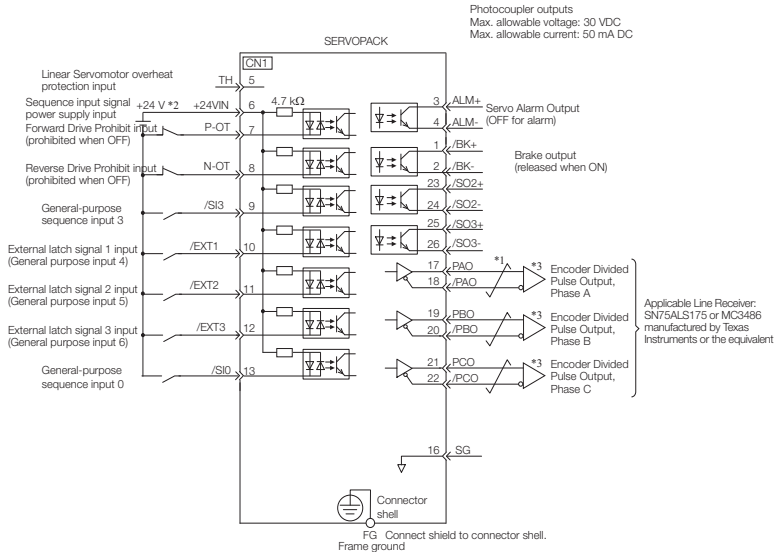 Photocoupler outputs
Max. allowable voltage: 30 VDC
Max. allowable current: 50 mA DC
SERVOPACK
CN1
Linear Servomotor overheat
protection input
TH 5
Sequence input signal
power supply input
+24 V *2 +24VIN 6 4.7 kΩ
Forward Drive Prohibit input
(prohibited when OFF)
P-OT 7
Reverse Drive Prohibit input
(prohibited when OFF)
N-OT 8
General-purpose
sequence input 3
/SI3 9
External latch signal 1 input
(General purpose input 4)
/EXT1 10
External latch signal 2 input
(General purpose input 5)
/EXT2 11
External latch signal 3 input
(General purpose input 6)
/EXT3 12
General-purpose
sequence input 0
/SI0 13
3 ALM+
4 ALM-
Servo Alarm Output
(OFF for alarm)
1 /BK+
2 /BK-
Brake output
(released when ON)
23 /SO2+
24 /SO2-
25 /SO3+
26 /SO3-
17 PAO
18 /PAO
*1
*3
Encoder Divided
Pulse Output,
Phase A
19 PBO
20 /PBO
*3
Encoder Divided
Pulse Output,
Phase B
21 PCO
22 /PCO
*3
Encoder Divided
Pulse Output,
Phase C
Applicable Line Receiver:
SN75ALS175 or MC3486
manufactured by Texas
Instruments or the equivalent
16 SG
Connector
shell
FG Connect shield to connector shell.
Frame ground